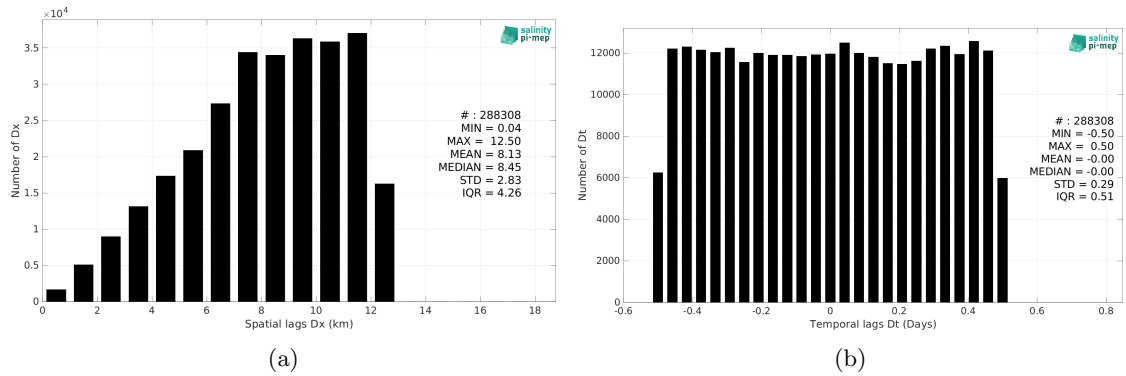 ×10⁴
3.5
3
2.5
2
1.5
1
0.5
0
Number of Dx
salinity
pi-mep
# : 288308
MIN = 0.04
MAX = 12.50
MEAN = 8.13
MEDIAN = 8.45
STD = 2.83
IQR = 4.26
0 2 4 6 8 10 12 14 16 18
Spatial lags Dx (km)
(a)
12000
10000
8000
6000
4000
2000
0
Number of Dt
salinity
pi-mep
# : 288308
MIN = -0.50
MAX = 0.50
MEAN = -0.00
MEDIAN = -0.00
STD = 0.29
IQR = 0.51
-0.6 -0.4 -0.2 0 0.2 0.4 0.6 0.8
Temporal lags Dt (Days)
(b)